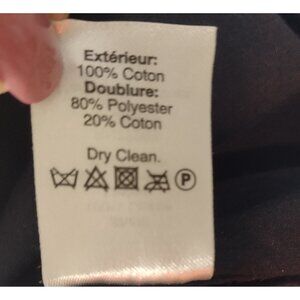 Extérieur:
100% Coton
Doublure:
80% Polyester
20% Coton
Dry Clean.
P